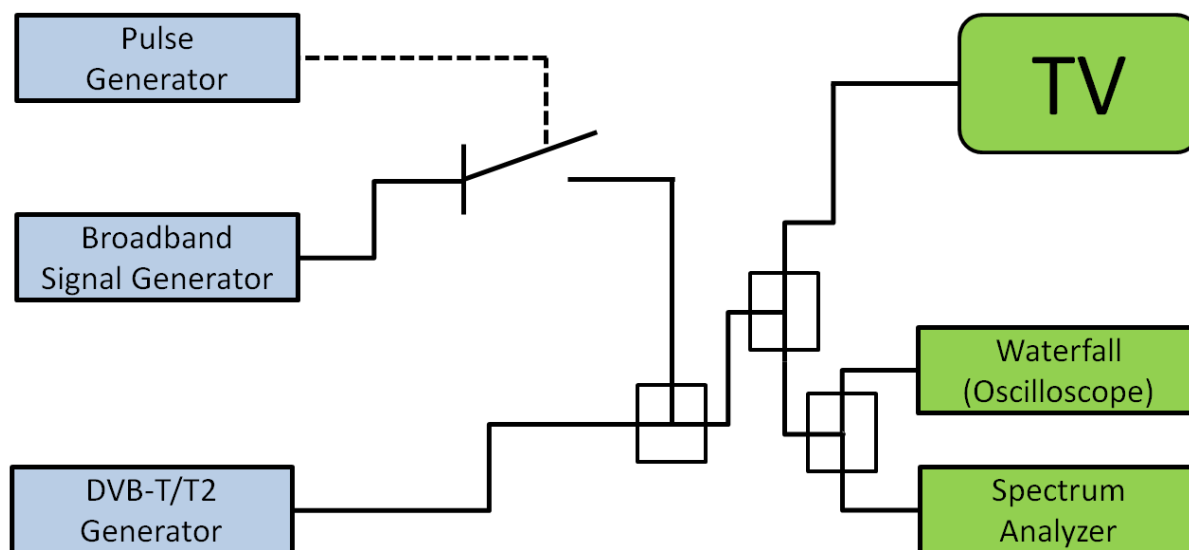 Pulse
Generator
TV
Broadband
Signal Generator
Waterfall
(Oscilloscope)
DVB-T/T2
Generator
Spectrum
Analyzer